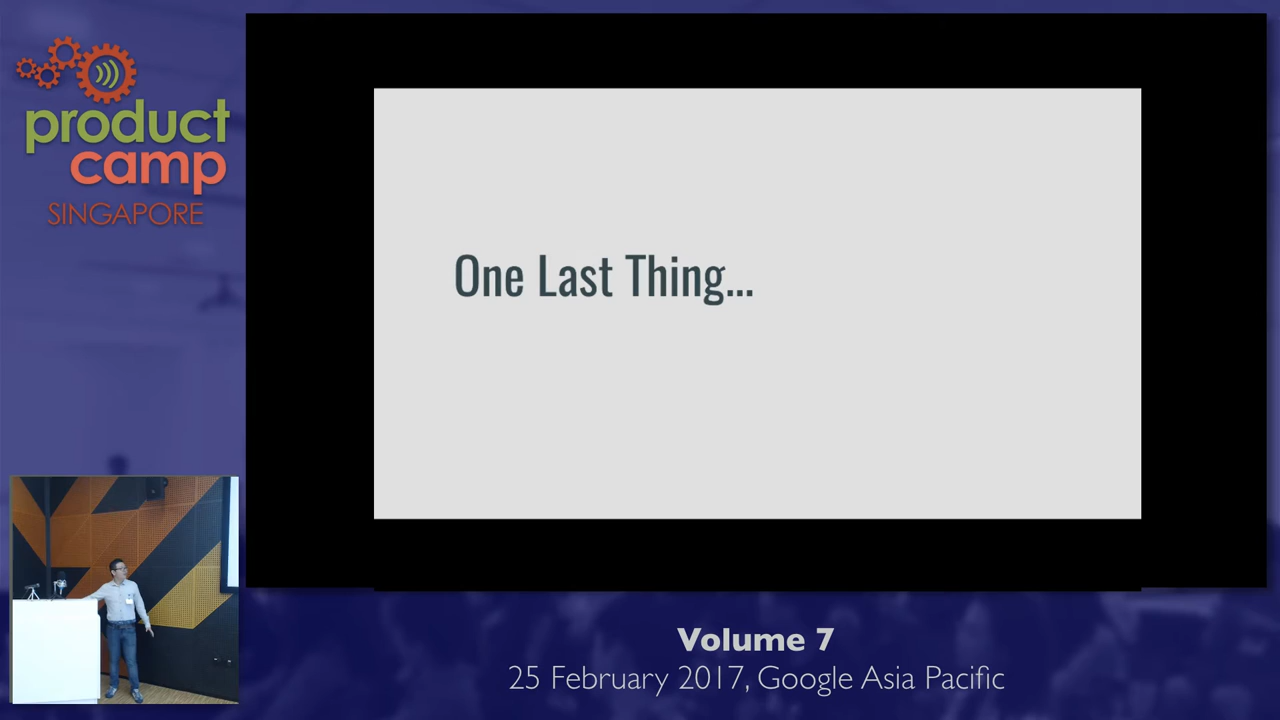 product
camp
SINGAPORE
One Last Thing...
Volume 7
25 February 2017, Google Asia Pacific